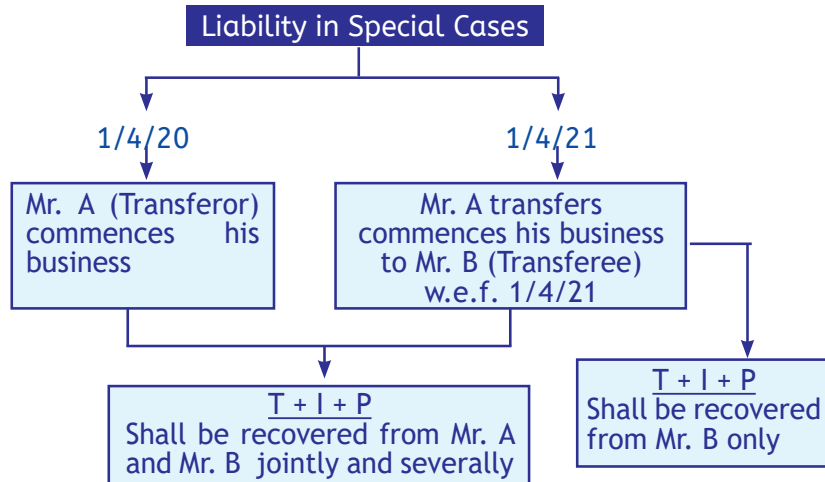 Liability in Special Cases
1/4/20
1/4/21
Mr. A (Transferor)
commences his
business
Mr. A transfers
commences his business
to Mr. B (Transferee)
w.e.f. 1/4/21
T + I + P
Shall be recovered from Mr. A
and Mr. B jointly and severally
T + I + P
Shall be recovered
from Mr. B only